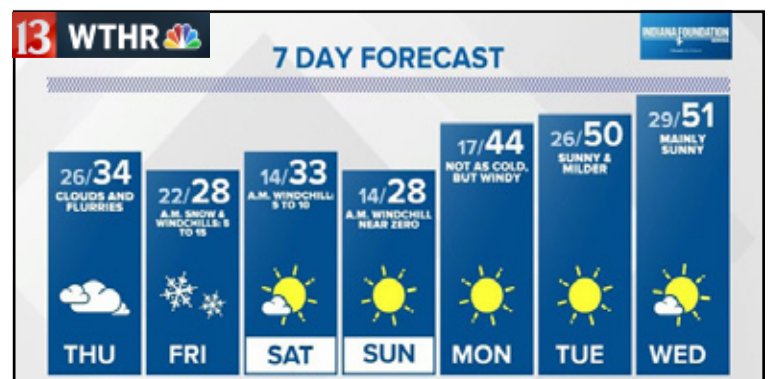 13 WTHR
INDIANA FOUNDATION
7 DAY FORECAST
26/34
CLOUDS AND
FLURRIES
THU
22/28
A.M. SNOW &
WINDCHILLS: 5
TO 15
FRI
14/33
A.M. WINDCHILL:
5 TO 10
SAT
14/28
A.M. WINDCHILL
NEAR ZERO
SUN
17/44
NOT AS COLD,
BUT WINDY
MON
26/50
SUNNY &
MILDER
TUE
29/51
MAINLY
SUNNY
WED